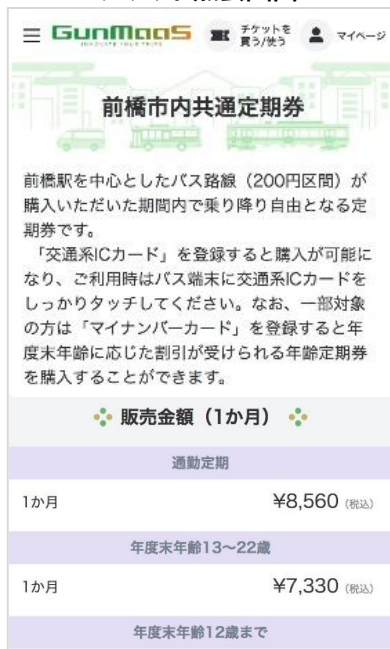 GunMaaS チケットを
買う/使う マイページ
INNOVATE YOUR TRIPS
前橋市内共通定期券
前橋駅を中心としたバス路線（200円区間）が
購入いただいた期間内で乗り降り自由となる定
期券です。
「交通系ICカード」を登録すると購入が可能に
なり、ご利用時はバス端末に交通系ICカードを
しっかりタッチしてください。なお、一部対象
の方は「マイナンバーカード」を登録すると年
度末年齢に応じた割引が受けられる年齢定期券
を購入することができます。
販売金額（1か月）
通勤定期
1か月 ¥8,560（税込）
年度末年齢13〜22歳
1か月 ¥7,330（税込）
年度末年齢12歳まで